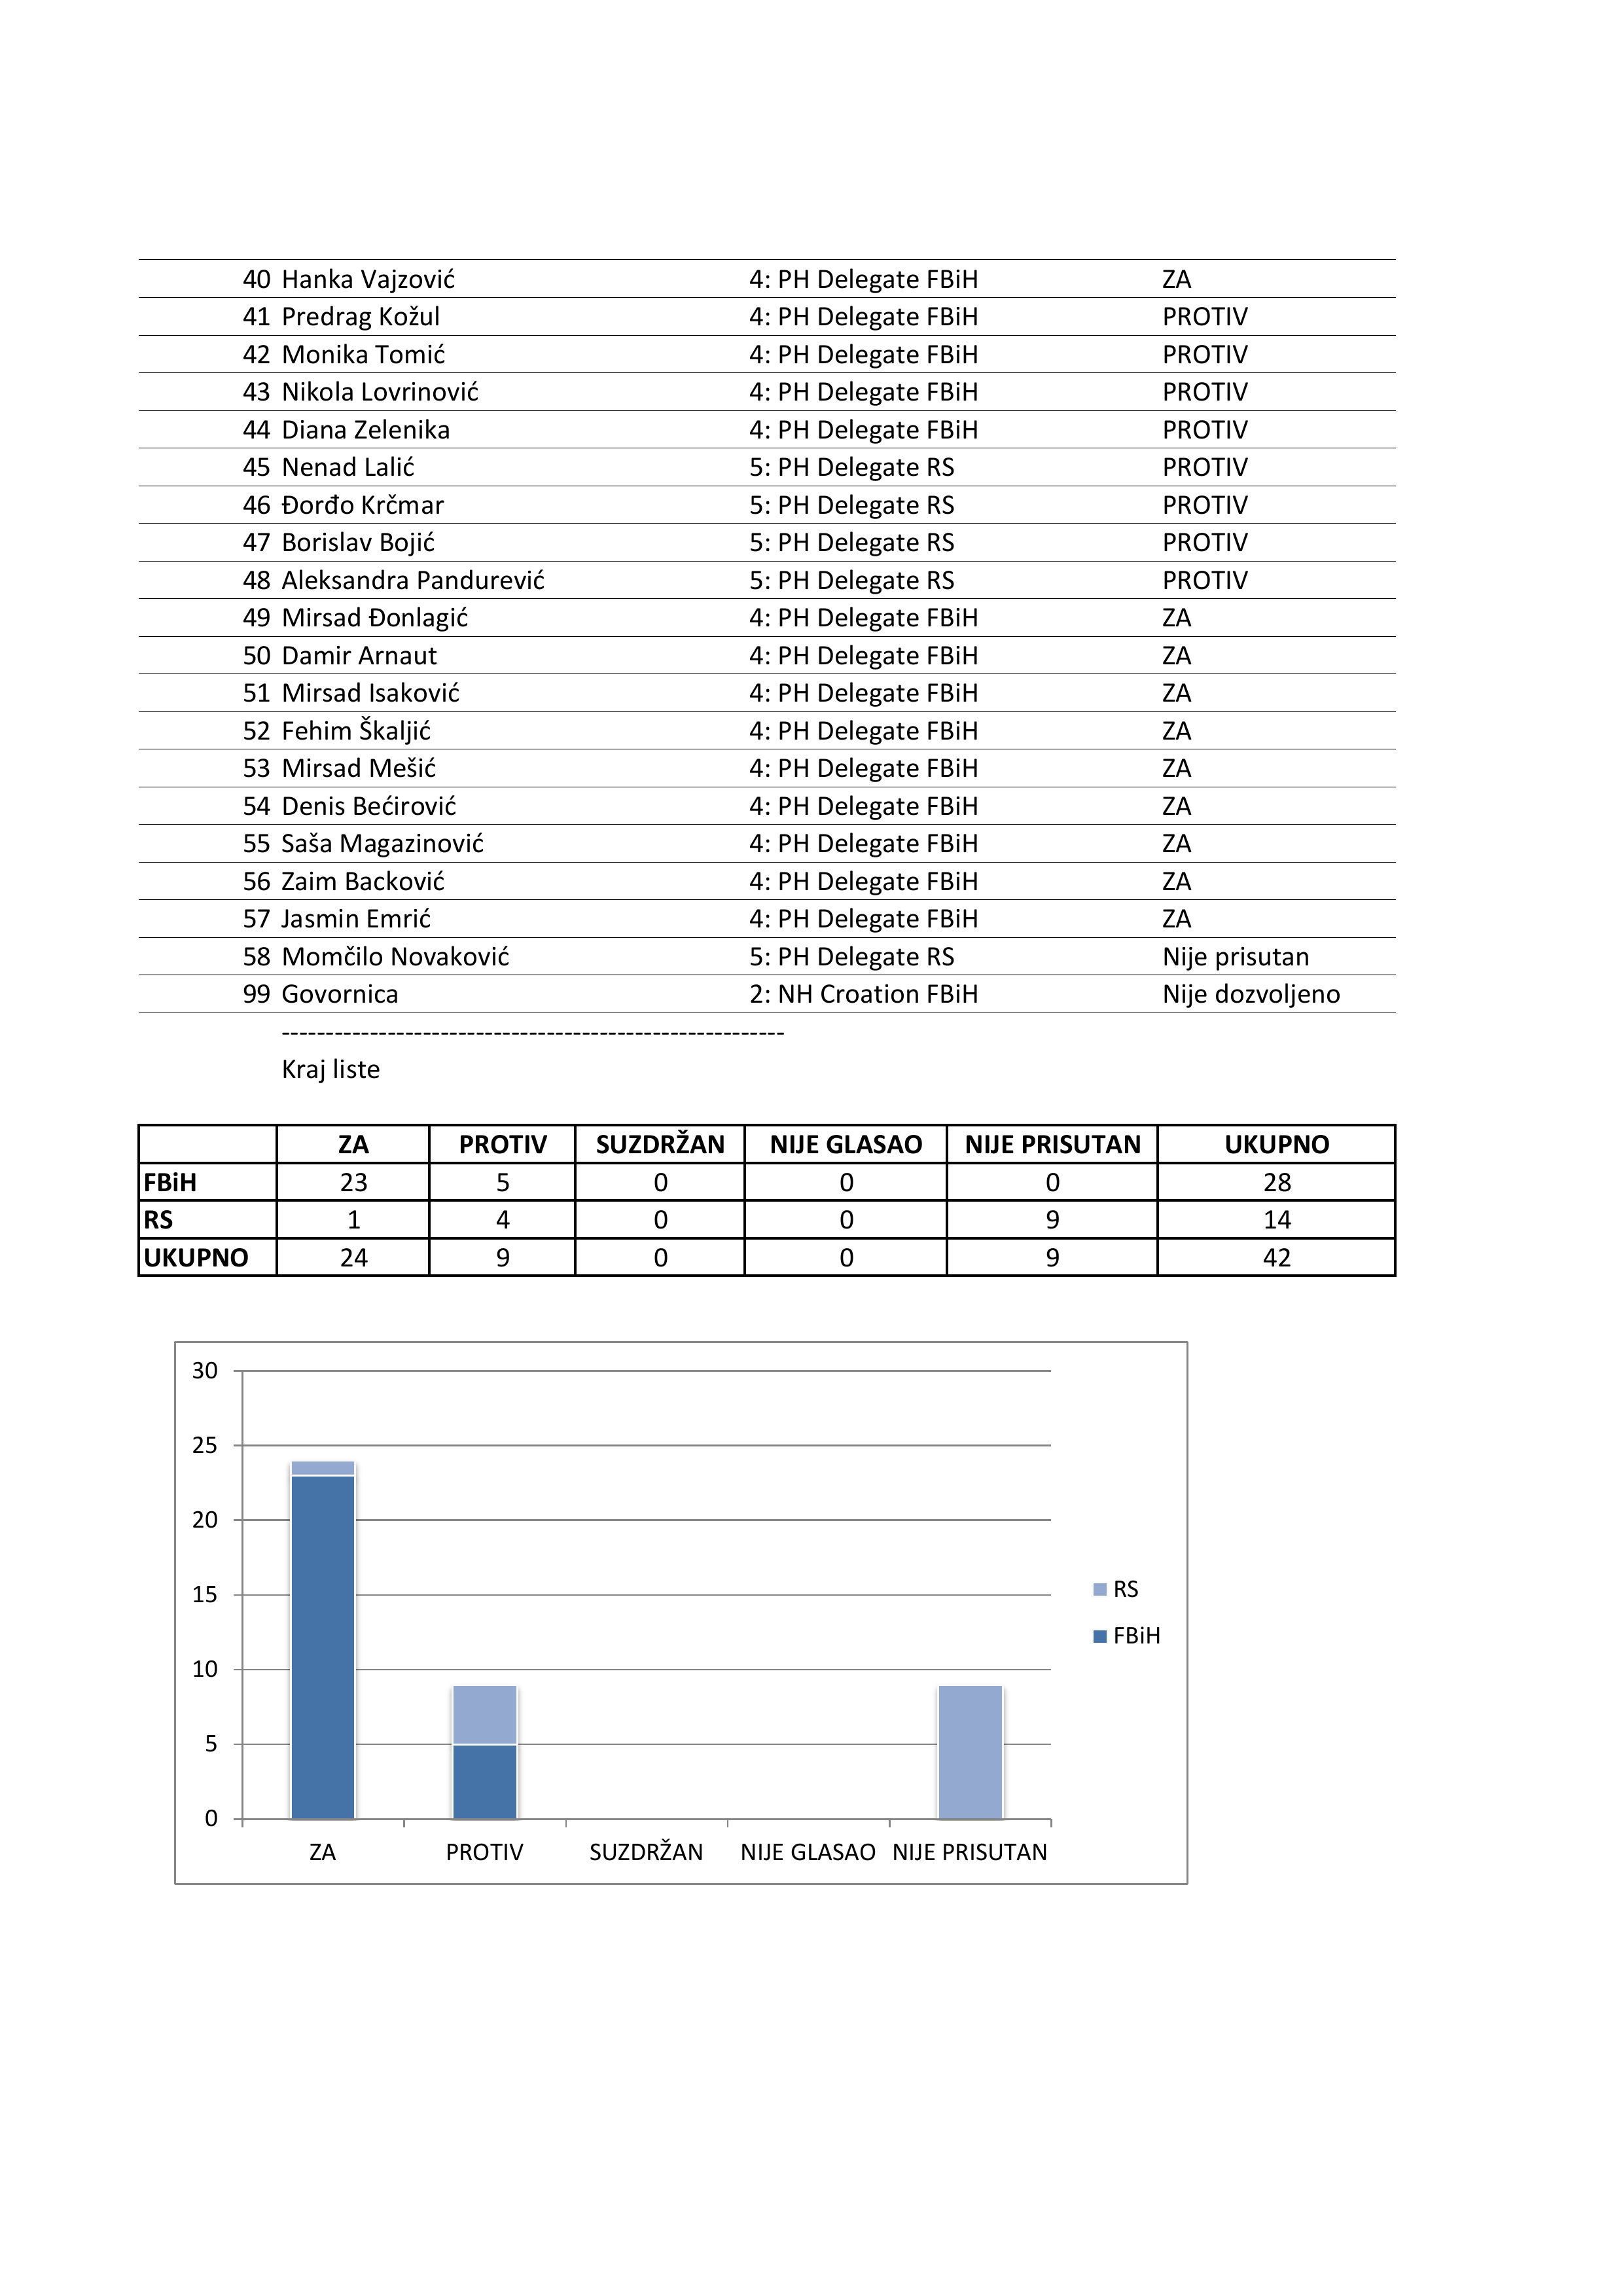 40 Hanka Vajzović 4: PH Delegate FBiH ZA
41 Predrag Kožul 4: PH Delegate FBiH PROTIV
42 Monika Tomić 4: PH Delegate FBiH PROTIV
43 Nikola Lovrinović 4: PH Delegate FBiH PROTIV
44 Diana Zelenika 4: PH Delegate FBiH PROTIV
45 Nenad Lalić 5: PH Delegate RS PROTIV
46 Đorđo Krčmar 5: PH Delegate RS PROTIV
47 Borislav Bojić 5: PH Delegate RS PROTIV
48 Aleksandra Pandurević 5: PH Delegate RS PROTIV
49 Mirsad Đonlagić 4: PH Delegate FBiH ZA
50 Damir Arnaut 4: PH Delegate FBiH ZA
51 Mirsad Isaković 4: PH Delegate FBiH ZA
52 Fehim Škaljić 4: PH Delegate FBiH ZA
53 Mirsad Mešić 4: PH Delegate FBiH ZA
54 Denis Bećirović 4: PH Delegate FBiH ZA
55 Saša Magazinović 4: PH Delegate FBiH ZA
56 Zaim Backović 4: PH Delegate FBiH ZA
57 Jasmin Emrić 4: PH Delegate FBiH ZA
58 Momčilo Novaković 5: PH Delegate RS Nije prisutan
99 Govornica 2: NH Croation FBiH Nije dozvoljeno
---------------------------------------------------------
Kraj liste
ZA PROTIV SUZDRŽAN NIJE GLASAO NIJE PRISUTAN UKUPNO
FBiH 23 5 0 0 0 28
RS 1 4 0 0 9 14
UKUPNO 24 9 0 0 9 42
30
25
20
15
10
5
0
ZA PROTIV SUZDRŽAN NIJE GLASAO NIJE PRISUTAN
RS
FBiH